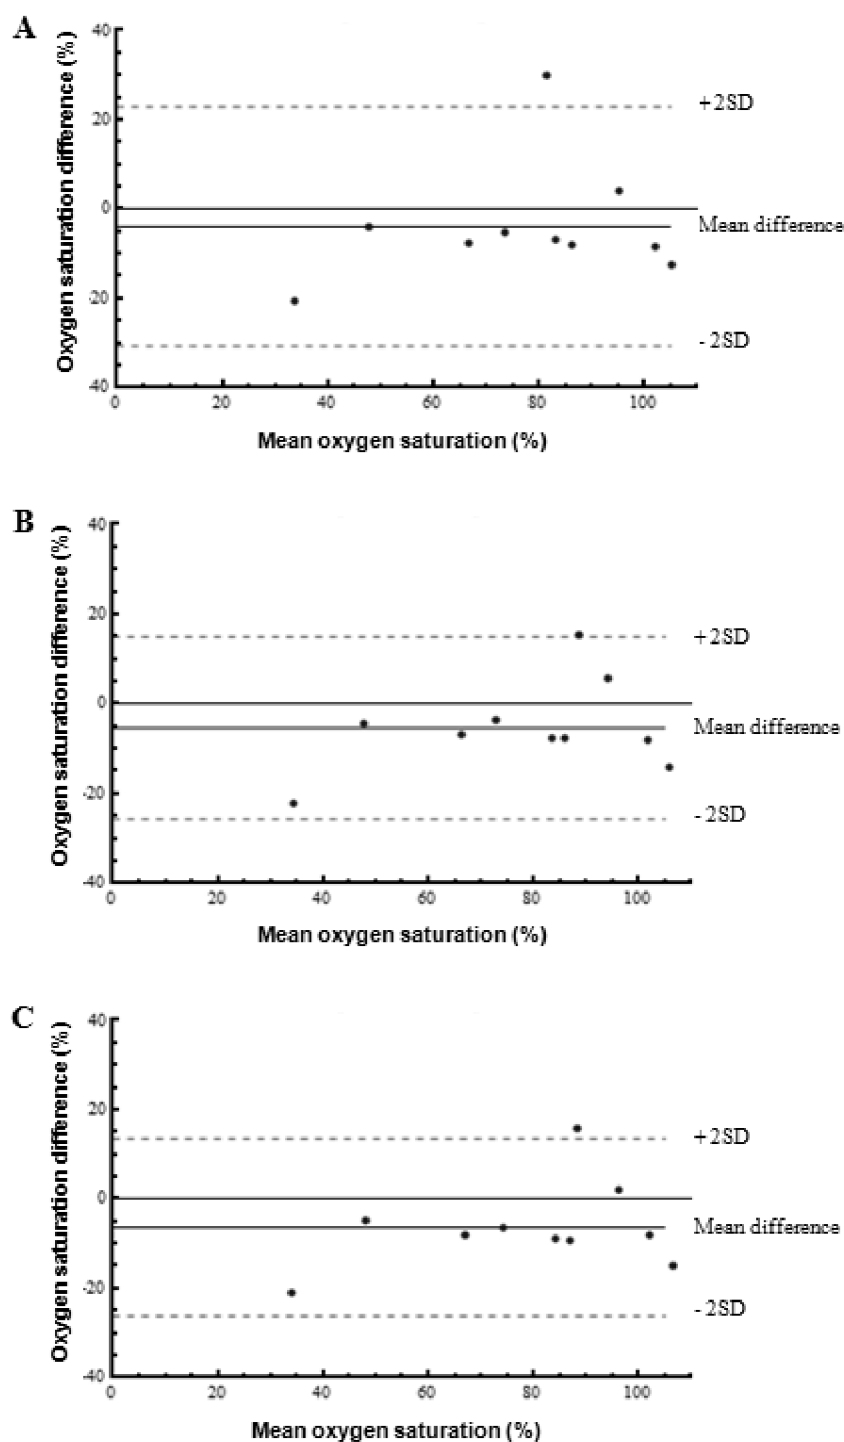 A
Oxygen saturation difference (%)
40
20
0
-20
-40
+2SD
Mean difference
- 2SD
0 20 40 60 80 100
Mean oxygen saturation (%)
B
Oxygen saturation difference (%)
40
20
0
-20
-40
+2SD
Mean difference
- 2SD
0 20 40 60 80 100
Mean oxygen saturation (%)
C
Oxygen saturation difference (%)
40
20
0
-20
-40
+2SD
Mean difference
- 2SD
0 20 40 60 80 100
Mean oxygen saturation (%)